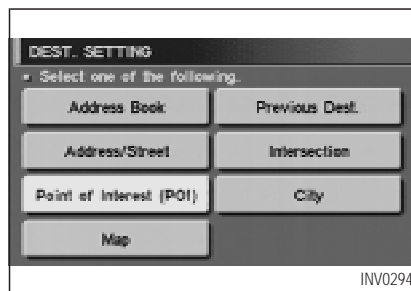 DEST. SETTING
Select one of the following.
Address Book
Previous Dest.
Address/Street
Intersection
Point of Interest (POI)
City
Map
INV0294